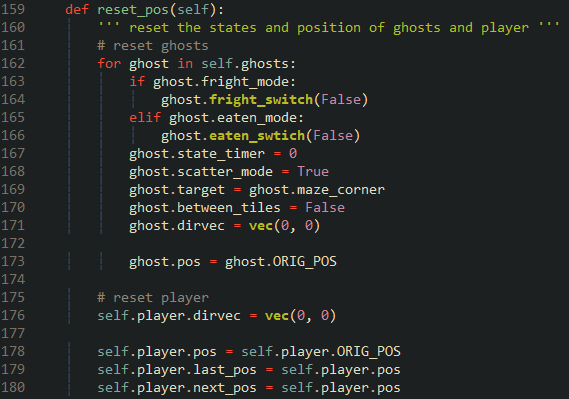 159 def reset_pos(self):
160 ''' reset the states and position of ghosts and player '''
161 # reset ghosts
162 for ghost in self.ghosts:
163 if ghost.fright_mode:
164 ghost.fright_switch(False)
165 elif ghost.eaten_mode:
166 ghost.eaten_swtich(False)
167 ghost.state_timer = 0
168 ghost.scatter_mode = True
169 ghost.target = ghost.maze_corner
170 ghost.between_tiles = False
171 ghost.dirvec = vec(0, 0)
172
173 ghost.pos = ghost.ORIG_POS
174
175 # reset player
176 self.player.dirvec = vec(0, 0)
177
178 self.player.pos = self.player.ORIG_POS
179 self.player.last_pos = self.player.pos
180 self.player.next_pos = self.player.pos